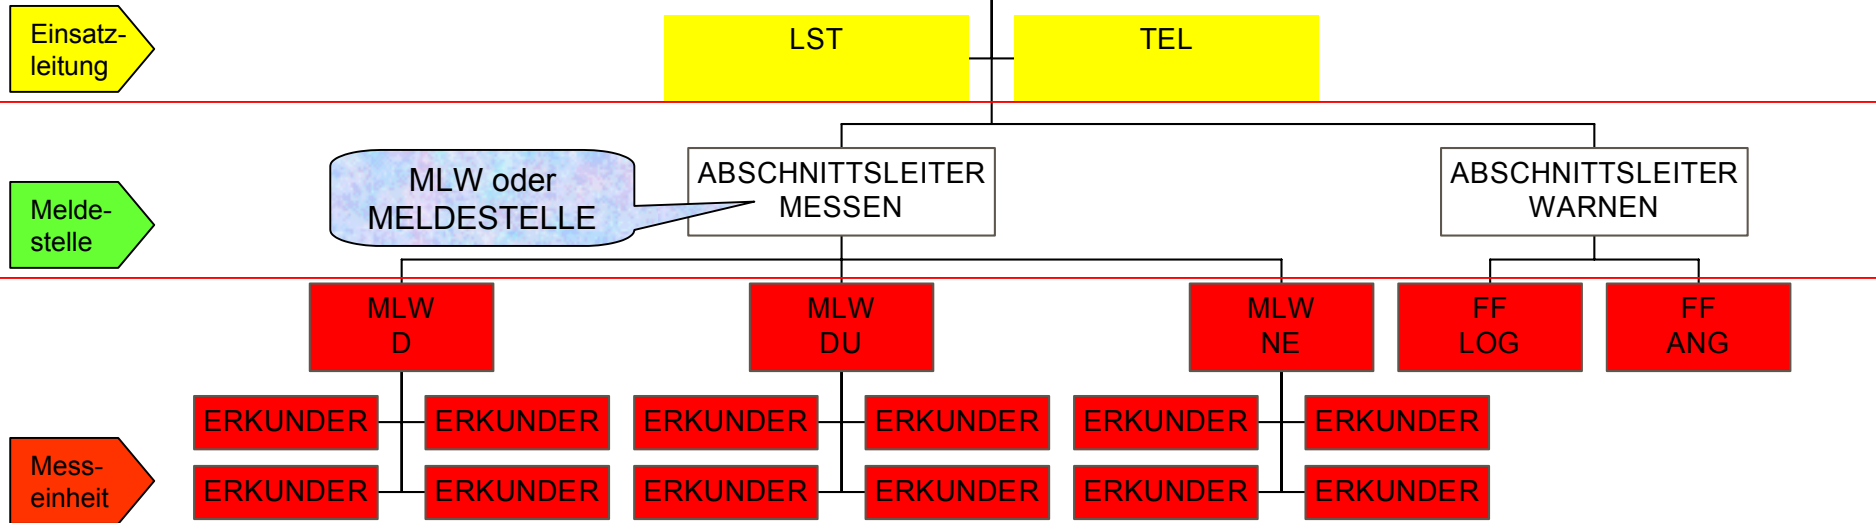 Einsatz-
leitung
LST
TEL
Melde-
stelle
MLW oder
MELDESTELLE
ABSCHNITTSLEITER
MESSEN
ABSCHNITTSLEITER
WARNEN
MLW
D
MLW
DU
MLW
NE
FF
LOG
FF
ANG
Mess-
einheit
ERKUNDER
ERKUNDER
ERKUNDER
ERKUNDER
ERKUNDER
ERKUNDER
ERKUNDER
ERKUNDER
ERKUNDER
ERKUNDER
ERKUNDER
ERKUNDER